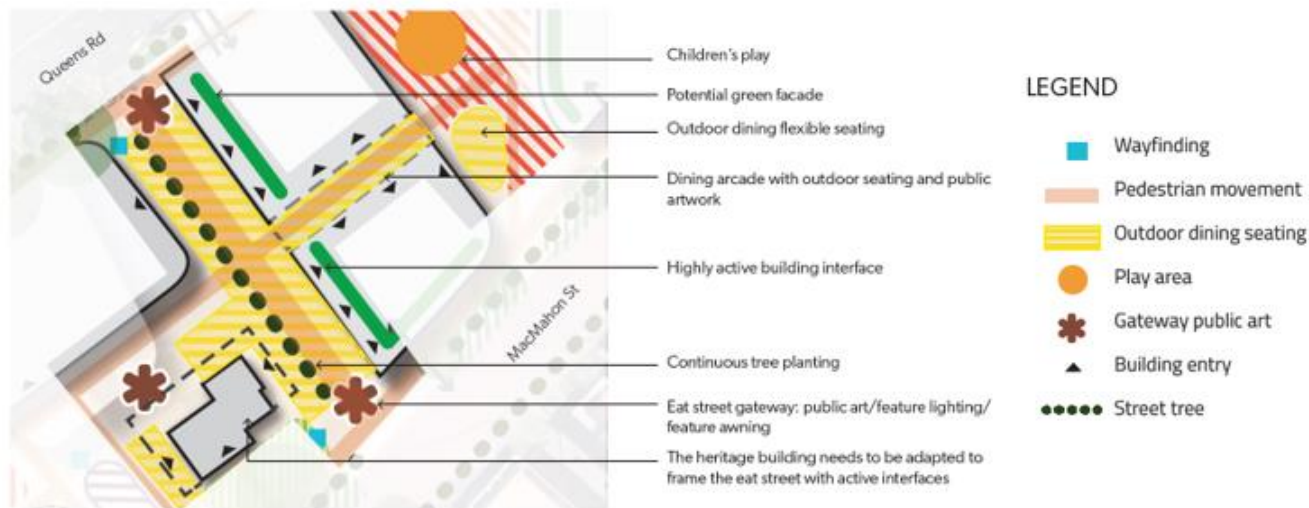 Queens Rd
MacMahon St
Children's play
Potential green facade
Outdoor dining flexible seating
Dining arcade with outdoor seating and public
artwork
Highly active building interface
Continuous tree planting
Eat street gateway: public art/feature lighting/
feature awning
The heritage building needs to be adapted to
frame the eat street with active interfaces
LEGEND
Wayfinding
Pedestrian movement
Outdoor dining seating
Play area
Gateway public art
Building entry
Street tree